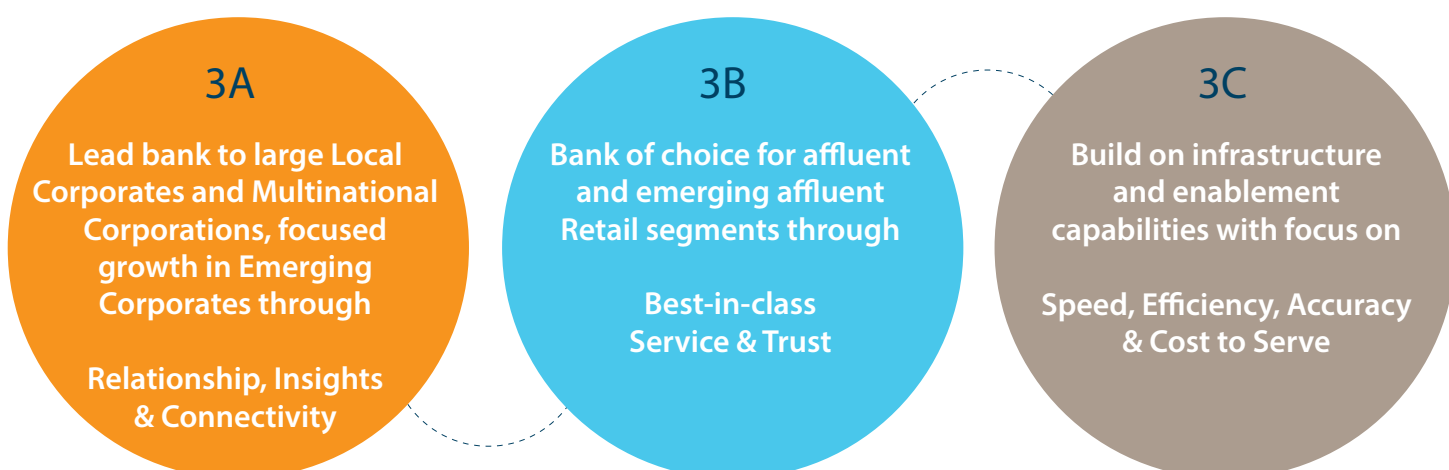 3A
Lead bank to large Local
Corporates and Multinational
Corporations, focused
growth in Emerging
Corporates through
Relationship, Insights
& Connectivity
3B
Bank of choice for affluent
and emerging affluent
Retail segments through
Best-in-class
Service & Trust
3C
Build on infrastructure
and enablement
capabilities with focus on
Speed, Efficiency, Accuracy
& Cost to Serve